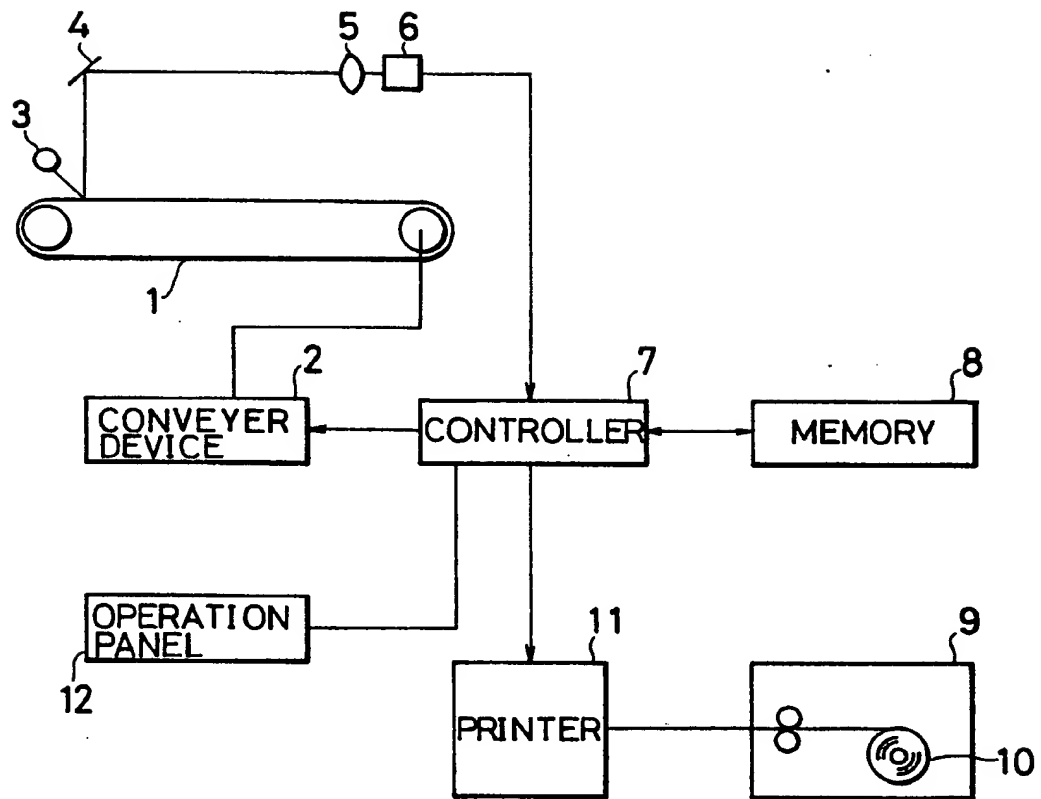 4
5
6
3
1
2
CONVEYER
DEVICE
7
CONTROLLER
8
MEMORY
OPERATION
PANEL
12
11
PRINTER
9
10